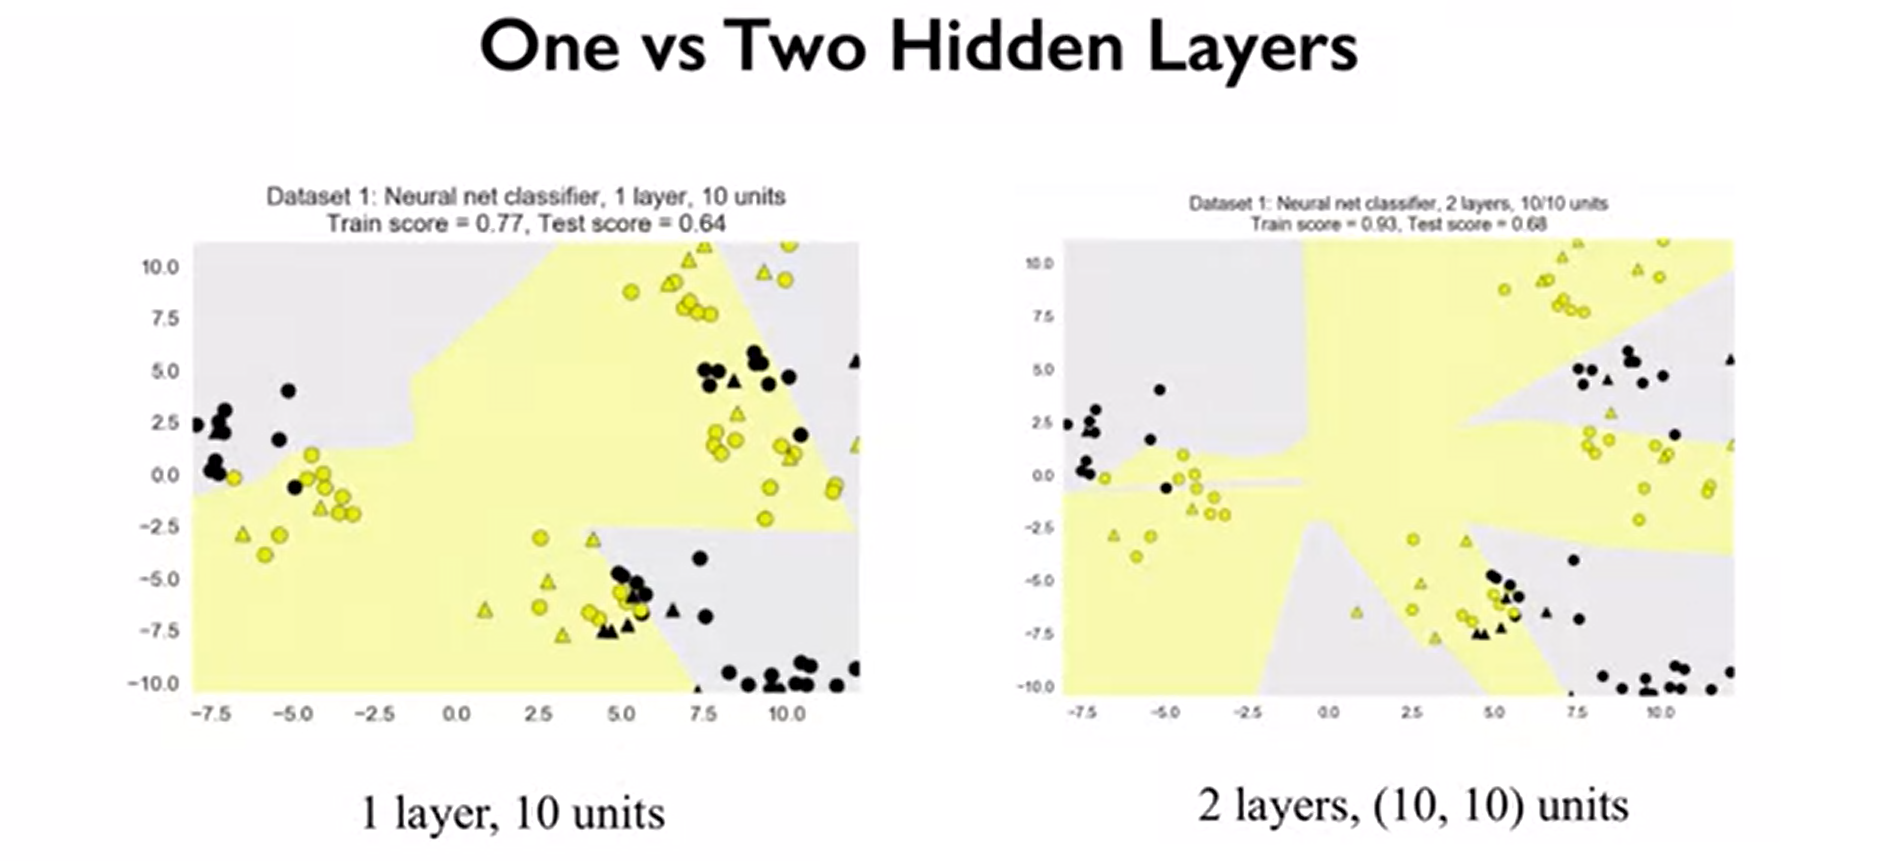 One vs Two Hidden Layers
Dataset 1: Neural net classifier, 1 layer, 10 units
Train score = 0.77, Test score = 0.64
10.0
7.5
5.0
2.5
0.0
−2.5
−5.0
−7.5
−10.0
−7.5 −5.0 −2.5 0.0 2.5 5.0 7.5 10.0
1 layer, 10 units
Dataset 1: Neural net classifier, 2 layers, 10/10 units
Train score = 0.93, Test score = 0.68
10.0
7.5
5.0
2.5
0.0
−2.5
−5.0
−7.5
−10.0
−7.5 −5.0 −2.5 0.0 2.5 5.0 7.5 10.0
2 layers, (10, 10) units